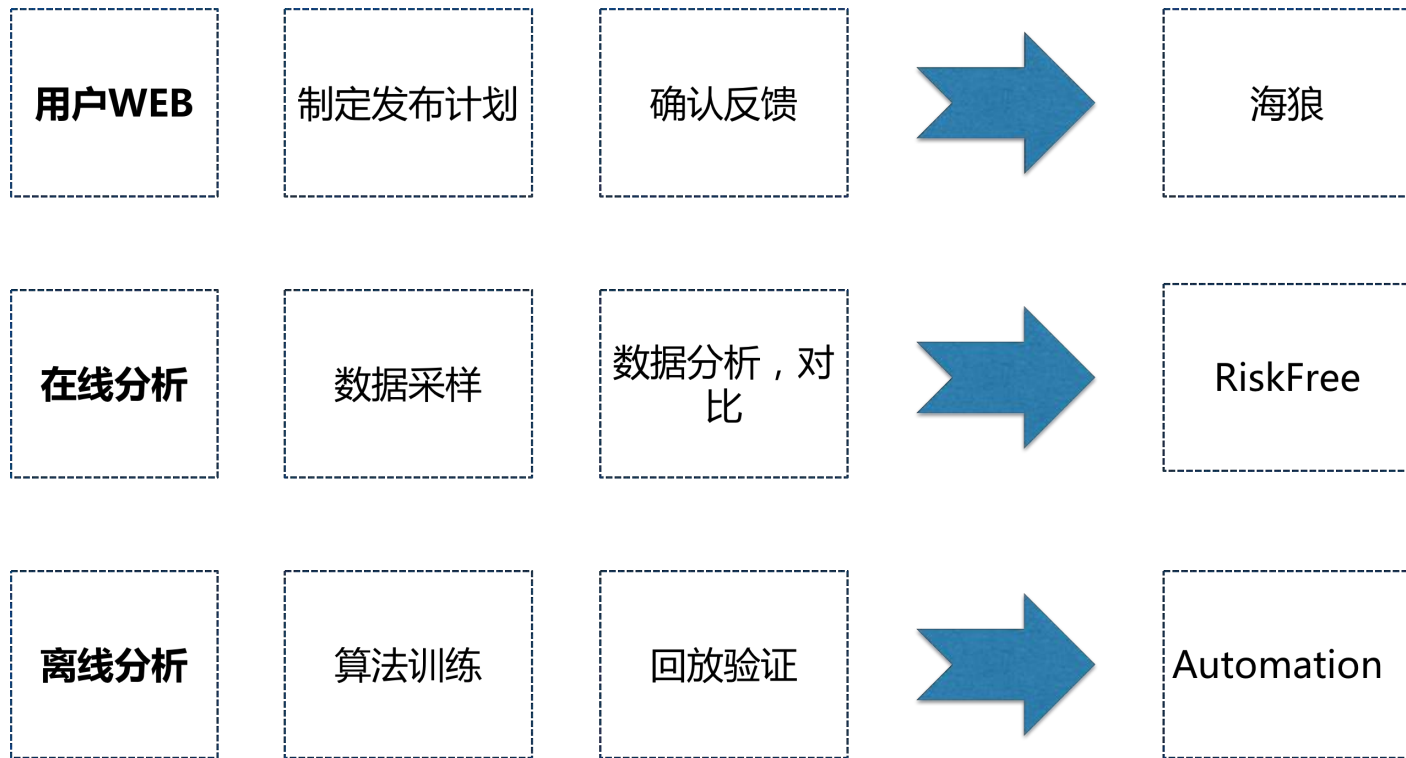 用户WEB
制定发布计划
确认反馈
海狼
在线分析
数据采样
数据分析，对
比
RiskFree
离线分析
算法训练
回放验证
Automation